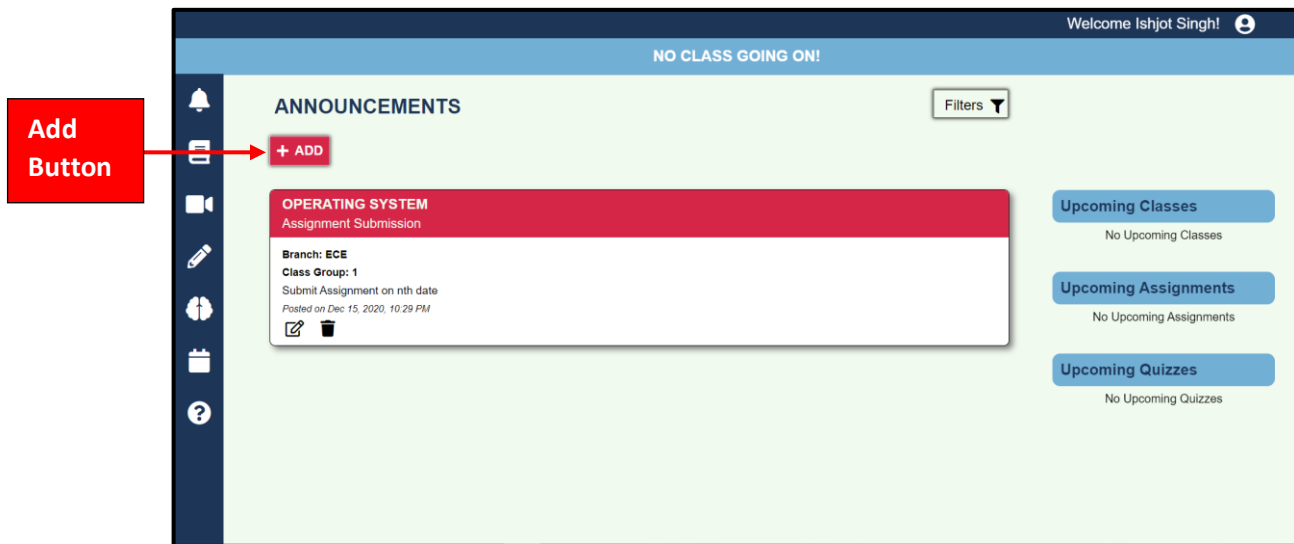 Welcome Ishjot Singh!
NO CLASS GOING ON!
Add
Button
ANNOUNCEMENTS
Filters
+ ADD
OPERATING SYSTEM
Assignment Submission
Branch: ECE
Class Group: 1
Submit Assignment on nth date
Posted on Dec 15, 2020, 10:29 PM
Upcoming Classes
No Upcoming Classes
Upcoming Assignments
No Upcoming Assignments
Upcoming Quizzes
No Upcoming Quizzes